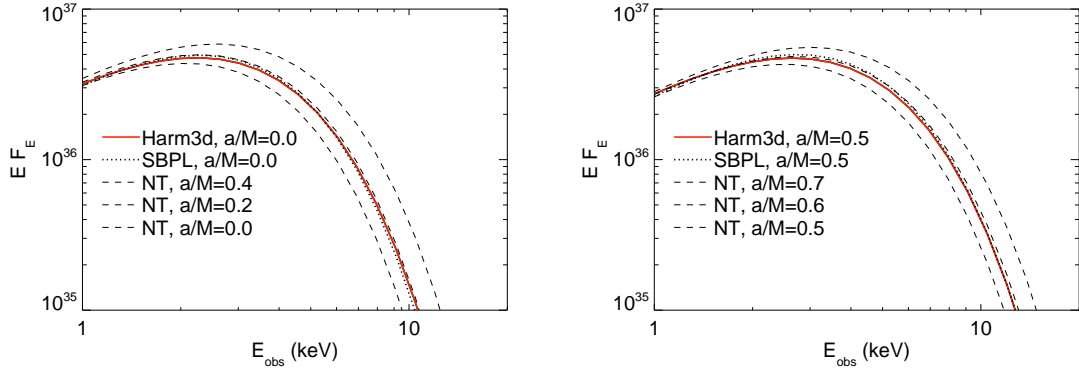 10^37
10^36
10^35
E F_E
Harm3d, a/M=0.0
SBPL, a/M=0.0
NT, a/M=0.4
NT, a/M=0.2
NT, a/M=0.0
1
10
E_obs (keV)
10^37
10^36
10^35
E F_E
Harm3d, a/M=0.5
SBPL, a/M=0.5
NT, a/M=0.7
NT, a/M=0.6
NT, a/M=0.5
1
10
E_obs (keV)